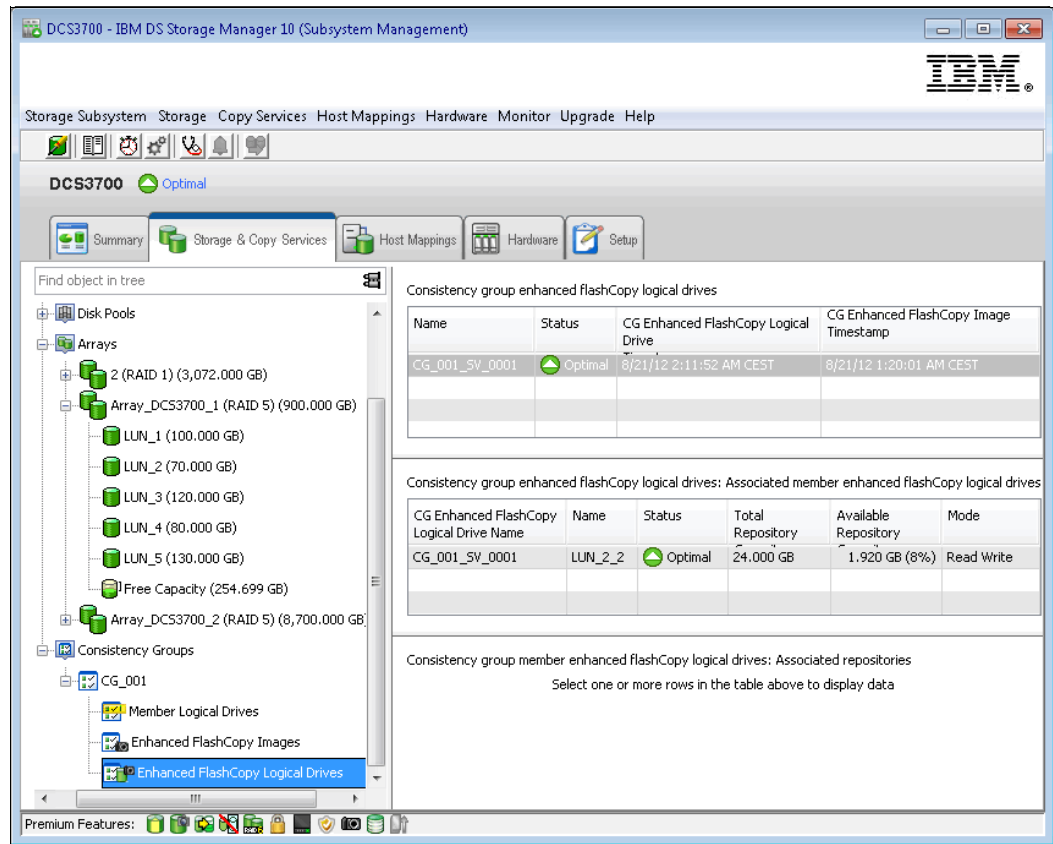 DCS3700 - IBM DS Storage Manager 10 (Subsystem Management)
IBM®
Storage Subsystem Storage Copy Services Host Mappings Hardware Monitor Upgrade Help
DCS3700 Optimal
Summary Storage & Copy Services Host Mappings Hardware Setup
Find object in tree
Disk Pools
Arrays
2 (RAID 1) (3,072.000 GB)
Array_DCS3700_1 (RAID 5) (900.000 GB)
LUN_1 (100.000 GB)
LUN_2 (70.000 GB)
LUN_3 (120.000 GB)
LUN_4 (80.000 GB)
LUN_5 (130.000 GB)
Free Capacity (254.699 GB)
Array_DCS3700_2 (RAID 5) (8,700.000 GB
Consistency Groups
CG_001
Member Logical Drives
Enhanced FlashCopy Images
Enhanced FlashCopy Logical Drives
Consistency group enhanced flashCopy logical drives
Name Status CG Enhanced FlashCopy Logical Drive CG Enhanced FlashCopy Image Timestamp
CG_001_SV_0001 Optimal 8/21/12 2:11:52 AM CEST 8/21/12 1:20:01 AM CEST
Consistency group enhanced flashCopy logical drives: Associated member enhanced flashCopy logical drives
CG Enhanced FlashCopy Logical Drive Name Name Status Total Repository Available Repository Mode
CG_001_SV_0001 LUN_2_2 Optimal 24.000 GB 1.920 GB (8%) Read Write
Consistency group member enhanced flashCopy logical drives: Associated repositories
Select one or more rows in the table above to display data
Premium Features: